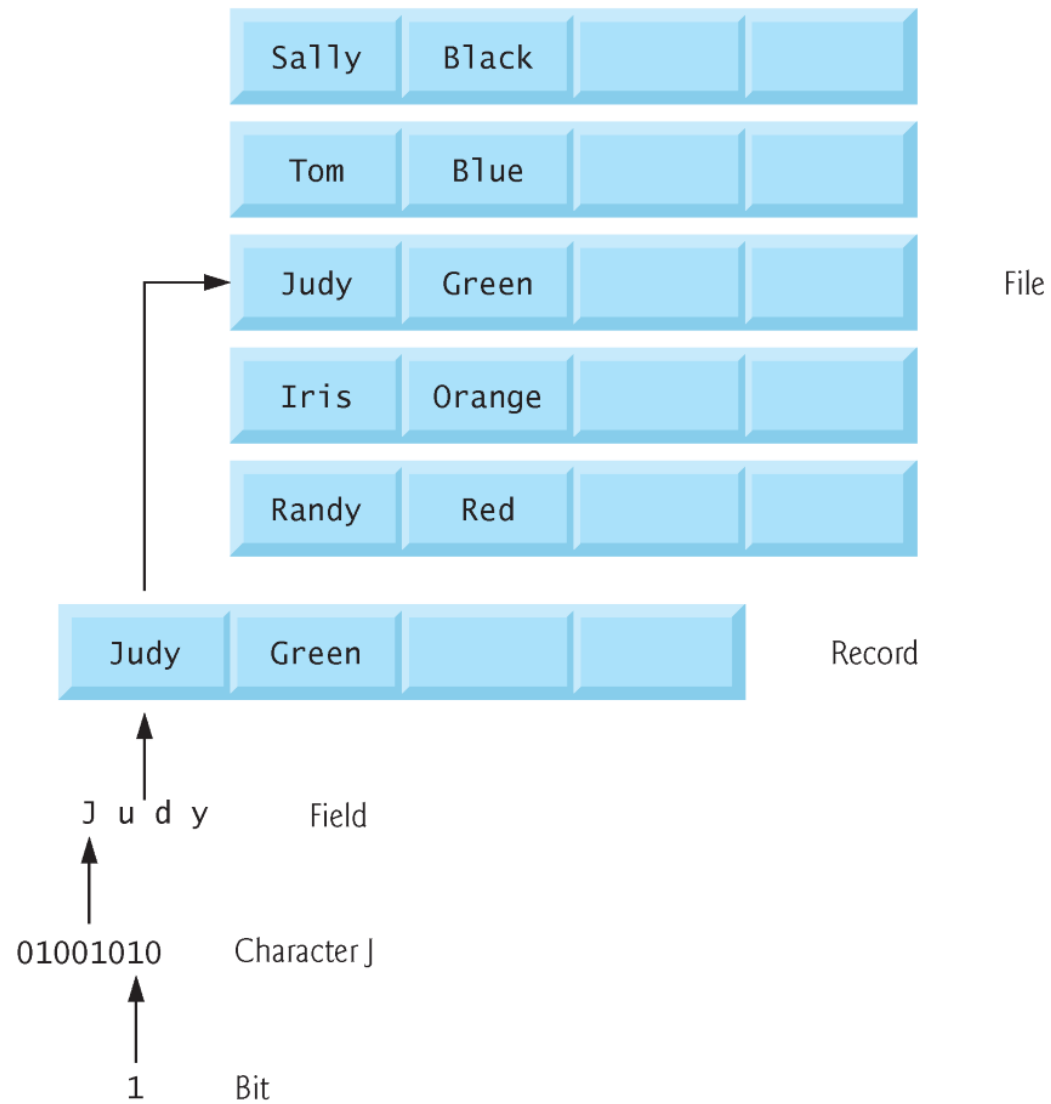 Sally Black
Tom Blue
Judy Green File
Iris Orange
Randy Red
Judy Green Record
J u d y Field
01001010 Character J
1 Bit